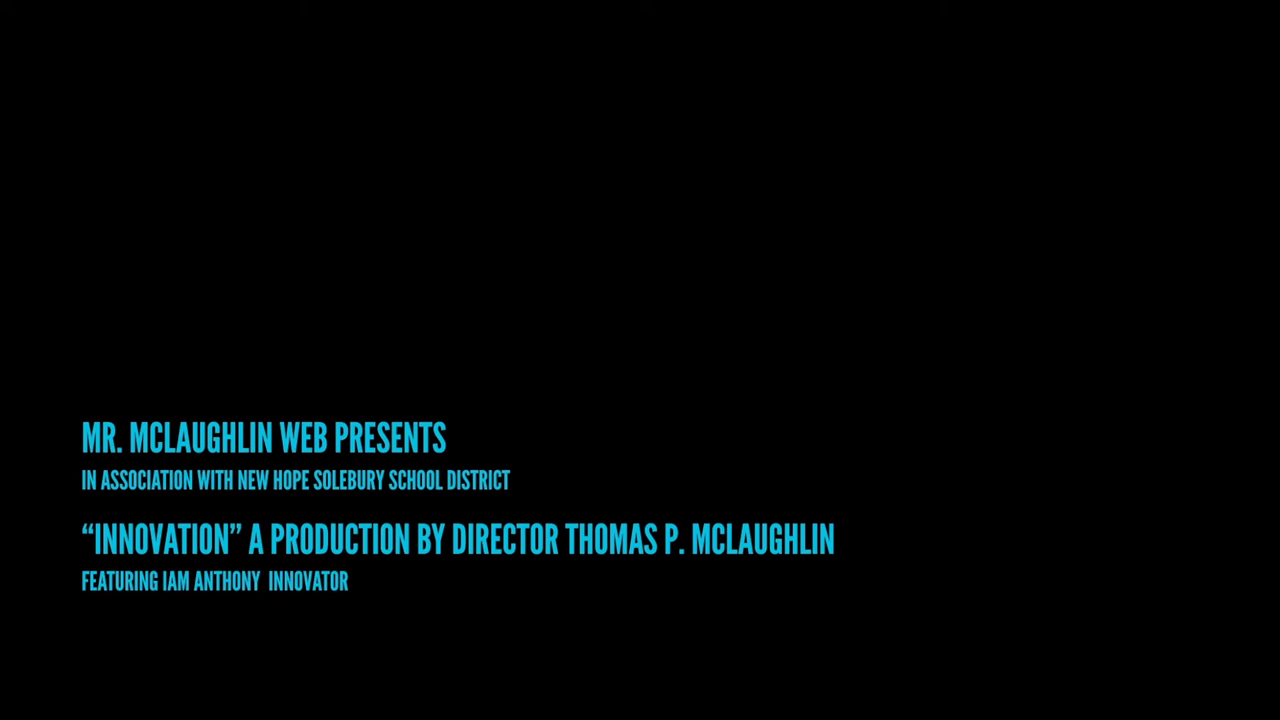 MR. MCLAUGHLIN WEB PRESENTS
IN ASSOCIATION WITH NEW HOPE SOLEBURY SCHOOL DISTRICT
“INNOVATION” A PRODUCTION BY DIRECTOR THOMAS P. MCLAUGHLIN
FEATURING IAM ANTHONY  INNOVATOR